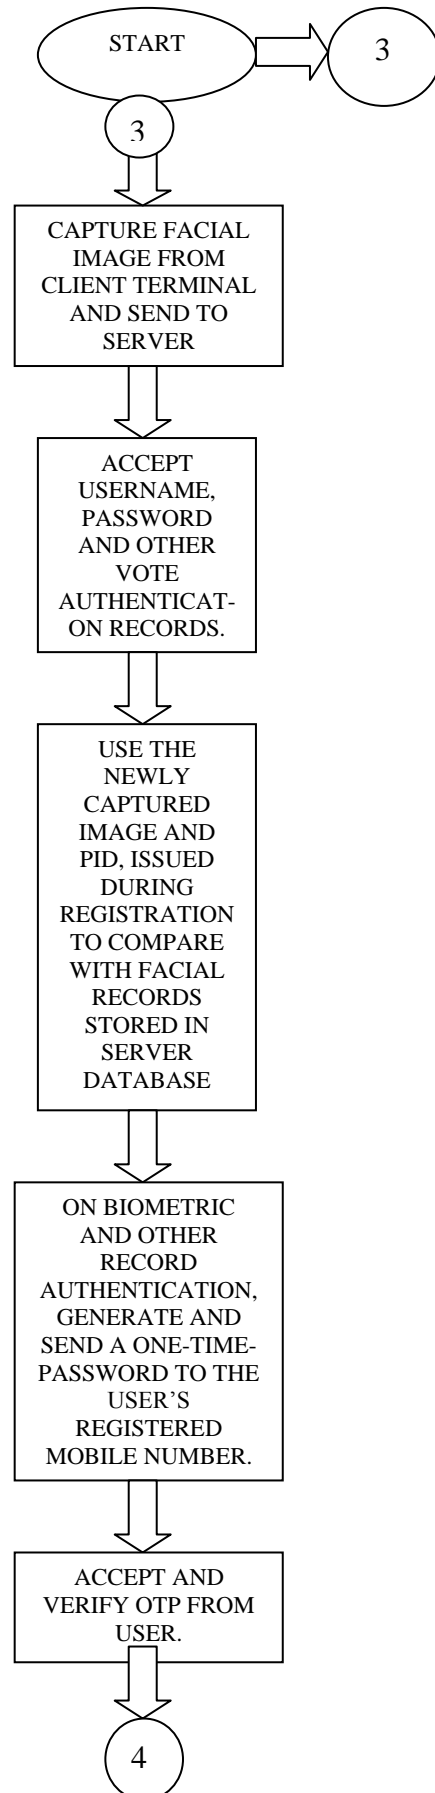 START
3
3
CAPTURE FACIAL
IMAGE FROM
CLIENT TERMINAL
AND SEND TO
SERVER
ACCEPT
USERNAME,
PASSWORD
AND OTHER
VOTE
AUTHENTICAT-
ON RECORDS.
USE THE
NEWLY
CAPTURED
IMAGE AND
PID, ISSUED
DURING
REGISTRATION
TO COMPARE
WITH FACIAL
RECORDS
STORED IN
SERVER
DATABASE
ON BIOMETRIC
AND OTHER
RECORD
AUTHENTICATION,
GENERATE AND
SEND A ONE-TIME-
PASSWORD TO THE
USER’S
REGISTERED
MOBILE NUMBER.
ACCEPT AND
VERIFY OTP FROM
USER.
4